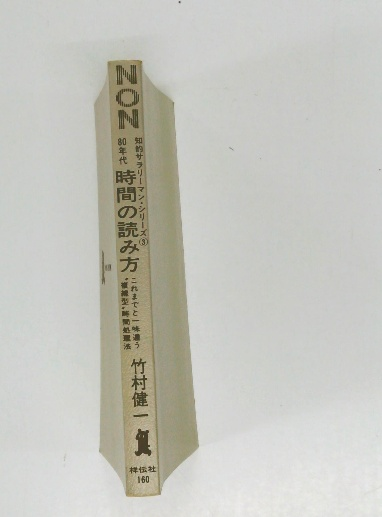 NON
知的サラリーマン・シリーズ(3)
80年代
時間の読み方
これまでと一味違う
"複線型"時間処理法
竹村健一
祥伝社
160